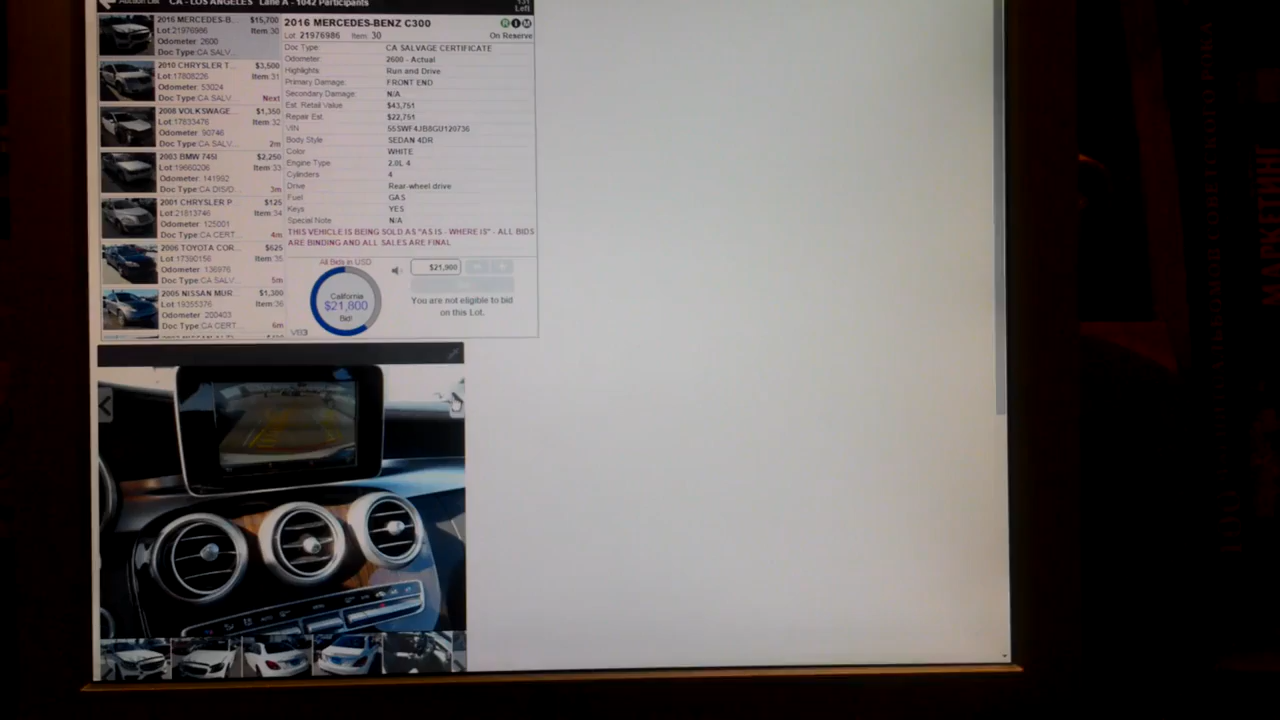 Auction List CA - LOS ANGELES Lane A - 1042 Participants 131
Left
2016 MERCEDES-B... $15,700
Lot:21976986 Item:30
Odometer: 2600
Doc Type:CA SALV...
2010 CHRYSLER T... $3,500
Lot:17808226 Item:31
Odometer: 53024
Doc Type:CA SALV... Next
2008 VOLKSWAGE... $1,350
Lot:17833476 Item:32
Odometer: 90746
Doc Type:CA SALV... 2m
2003 BMW 745I $2,250
Lot:19660206 Item:33
Odometer: 141992
Doc Type:CA DIS/D... 3m
2001 CHRYSLER P... $125
Lot:21813746 Item:34
Odometer: 125001
Doc Type:CA CERT... 4m
2006 TOYOTA COR... $625
Lot:17390156 Item:35
Odometer: 136976
Doc Type:CA SALV... 5m
2005 NISSAN MUR... $1,300
Lot:19355376 Item:36
Odometer: 200403
Doc Type:CA CERT... 6m
2016 MERCEDES-BENZ C300
Lot: 21976986 Item: 30 On Reserve
Doc Type: CA SALVAGE CERTIFICATE
Odometer: 2600 - Actual
Highlights: Run and Drive
Primary Damage: FRONT END
Secondary Damage: N/A
Est. Retail Value $43,751
Repair Est. $22,751
VIN 55SWF4JB8GU120736
Body Style SEDAN 4DR
Color WHITE
Engine Type 2.0L 4
Cylinders 4
Drive Rear-wheel drive
Fuel GAS
Keys YES
Special Note N/A
THIS VEHICLE IS BEING SOLD AS "AS IS - WHERE IS" - ALL BIDS
ARE BINDING AND ALL SALES ARE FINAL
All Bids in USD
California
$21,800
Bid!
VB3
$21,900
You are not eligible to bid
on this Lot.
МАРКЕТИНГ